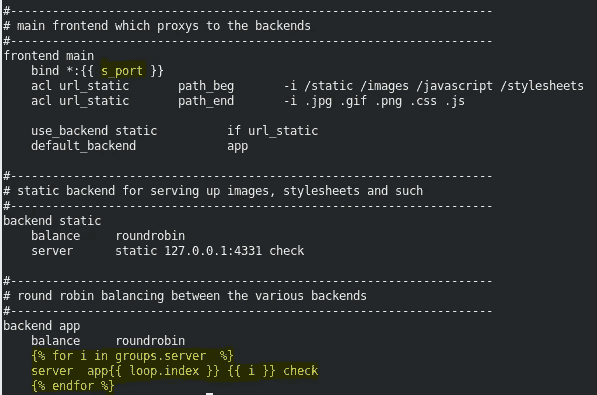 #---------------------------------------------------------------------
# main frontend which proxys to the backends
#---------------------------------------------------------------------
frontend main
    bind *:{{ s_port }}
    acl url_static       path_beg       -i /static /images /javascript /stylesheets
    acl url_static       path_end       -i .jpg .gif .png .css .js

    use_backend static          if url_static
    default_backend             app

#---------------------------------------------------------------------
# static backend for serving up images, stylesheets and such
#---------------------------------------------------------------------
backend static
    balance     roundrobin
    server      static 127.0.0.1:4331 check

#---------------------------------------------------------------------
# round robin balancing between the various backends
#---------------------------------------------------------------------
backend app
    balance     roundrobin
    {% for i in groups.server  %}
    server  app{{ loop.index }} {{ i }} check
    {% endfor %}